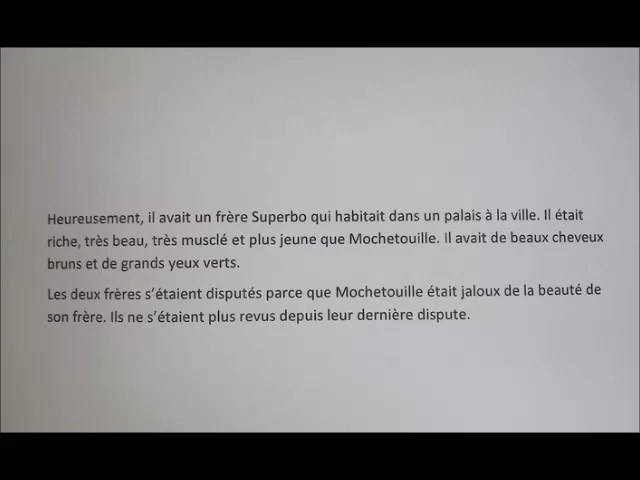 Heureusement, il avait un frère Superbo qui habitait dans un palais à la ville. Il était
riche, très beau, très musclé et plus jeune que Mochetouille. Il avait de beaux cheveux
bruns et de grands yeux verts.
Les deux frères s'étaient disputés parce que Mochetouille était jaloux de la beauté de
son frère. Ils ne s'étaient plus revus depuis leur dernière dispute.